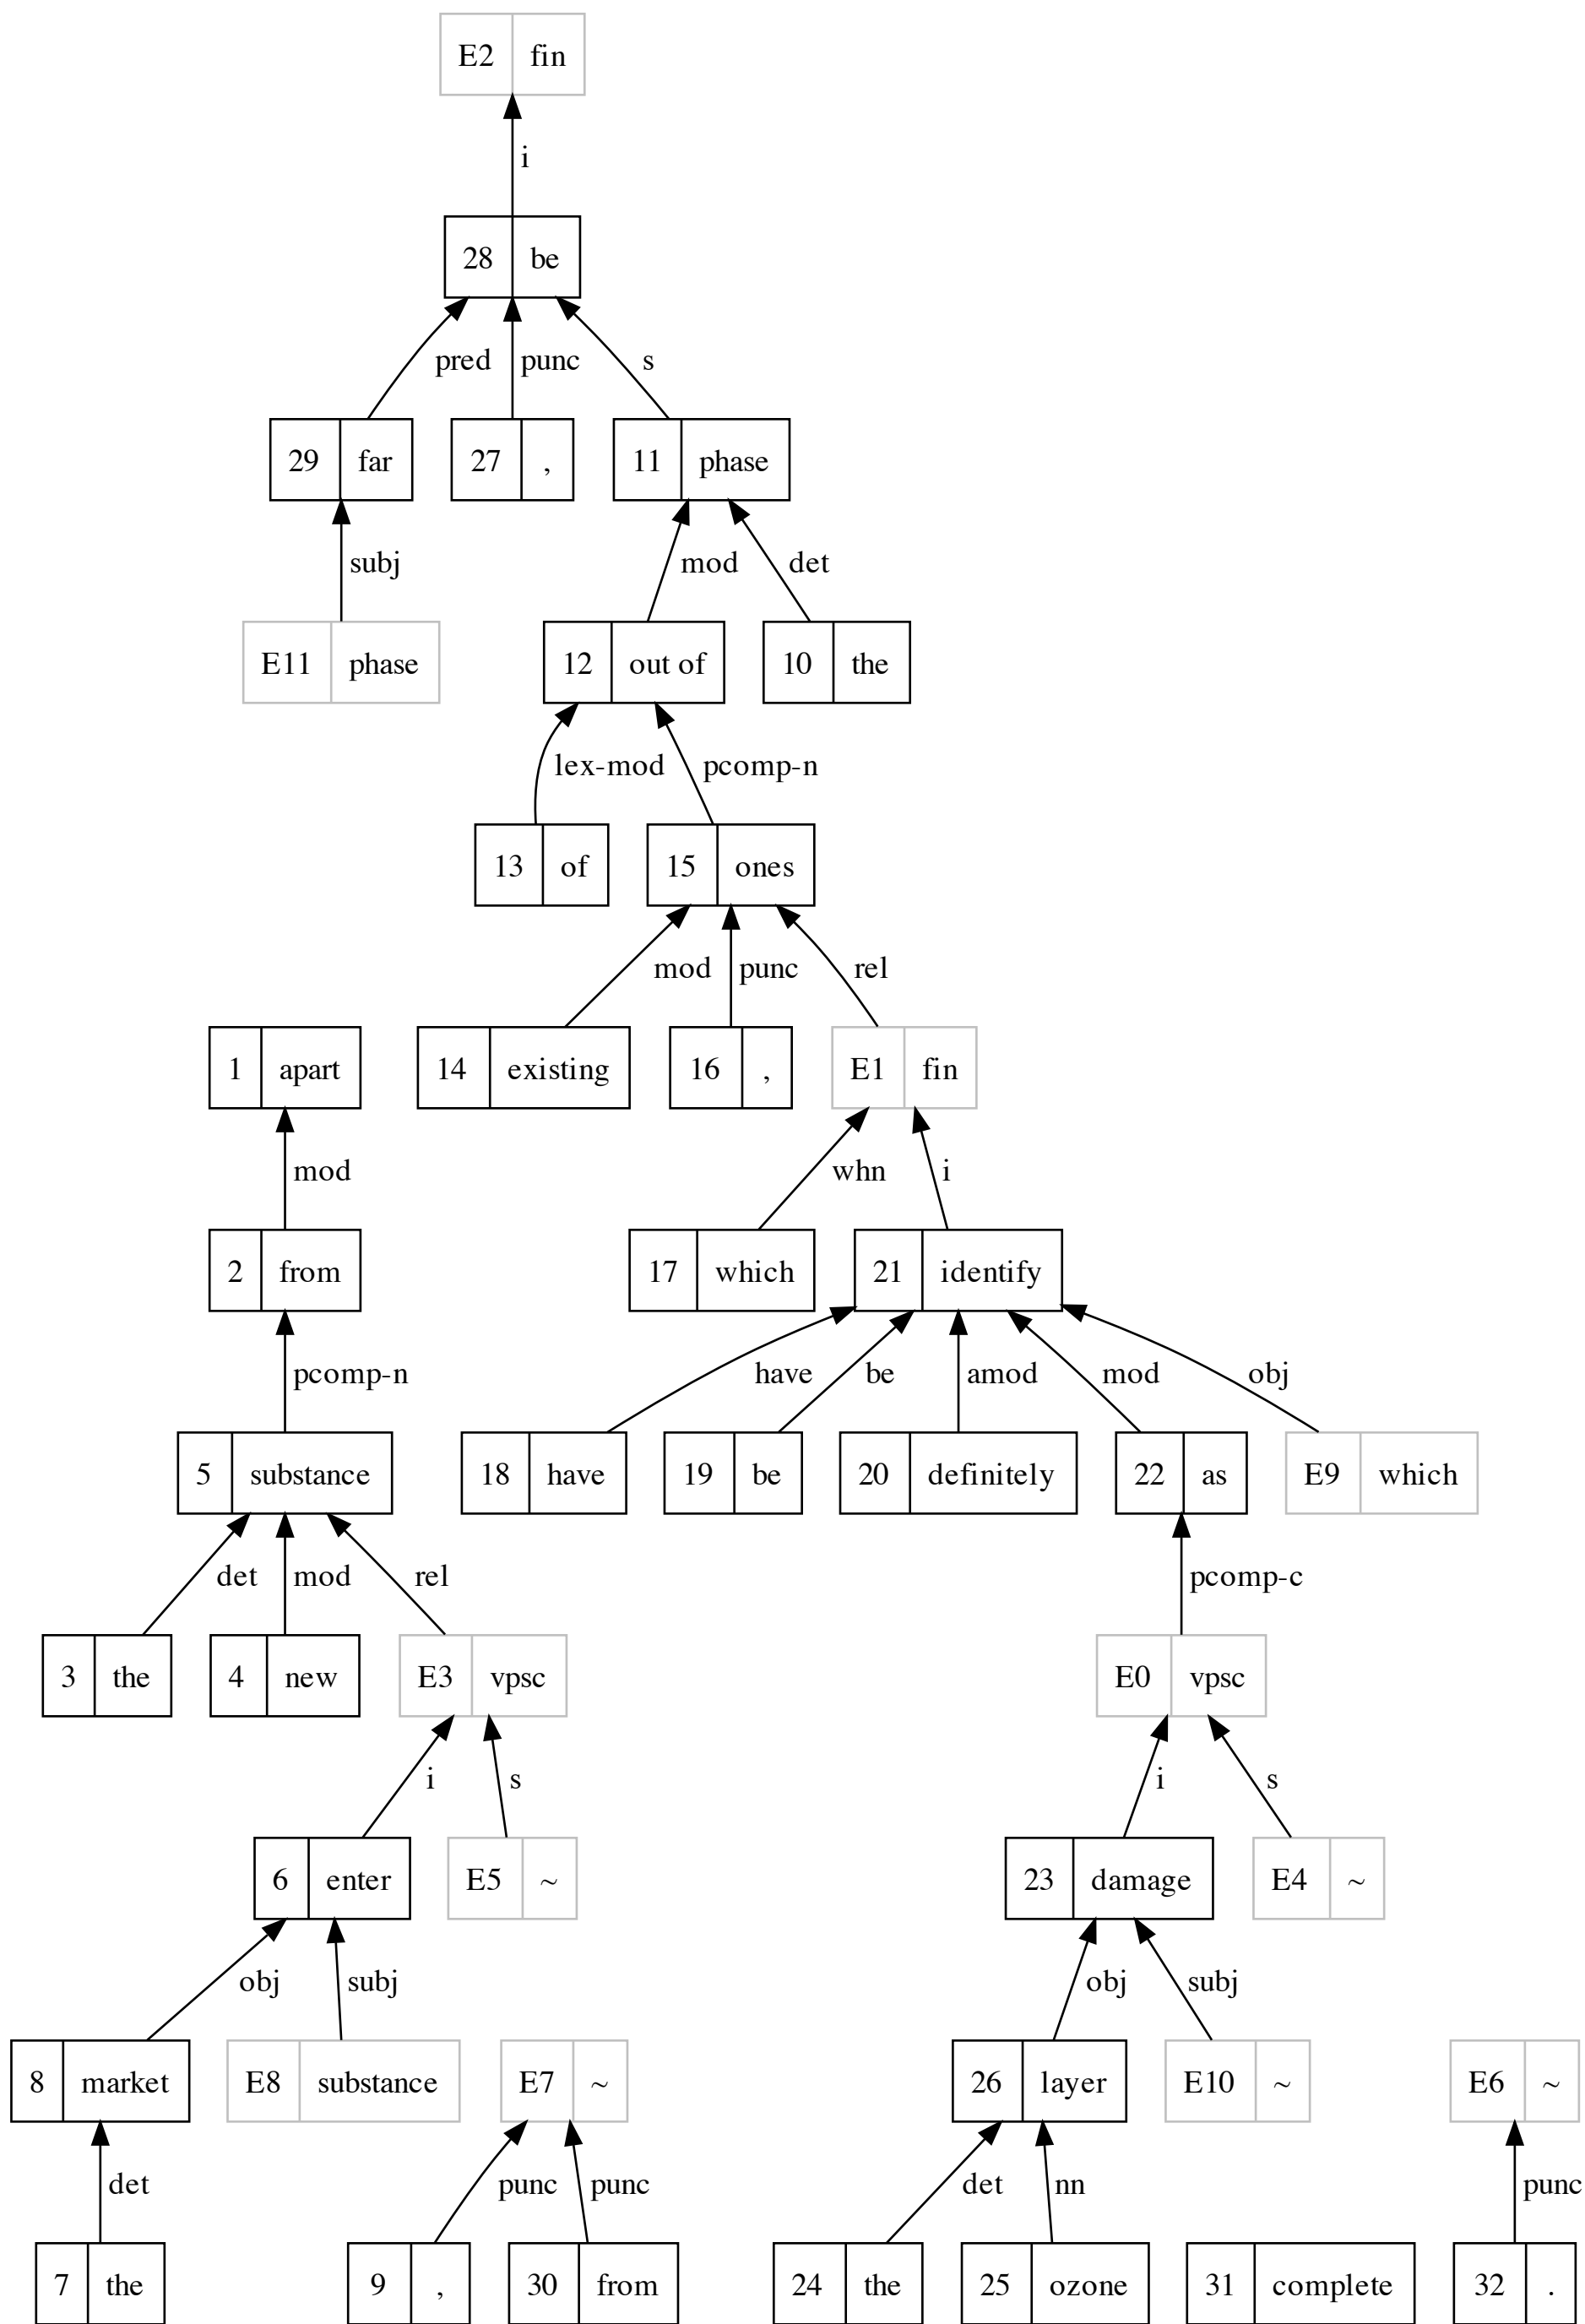 E2 fin
i
28 be
pred punc s
29 far 27 , 11 phase
subj mod det
E11 phase 12 out of 10 the
lex-mod pcomp-n
13 of 15 ones
mod punc rel
1 apart 14 existing 16 , E1 fin
mod whn i
2 from 17 which 21 identify
pcomp-n have be amod mod obj
5 substance 18 have 19 be 20 definitely 22 as E9 which
det mod rel pcomp-c
3 the 4 new E3 vpsc E0 vpsc
i s i s
6 enter E5 ~ 23 damage E4 ~
obj subj obj subj
8 market E8 substance E7 ~ 26 layer E10 ~ E6 ~
det punc punc det nn punc
7 the 9 , 30 from 24 the 25 ozone 31 complete 32 .